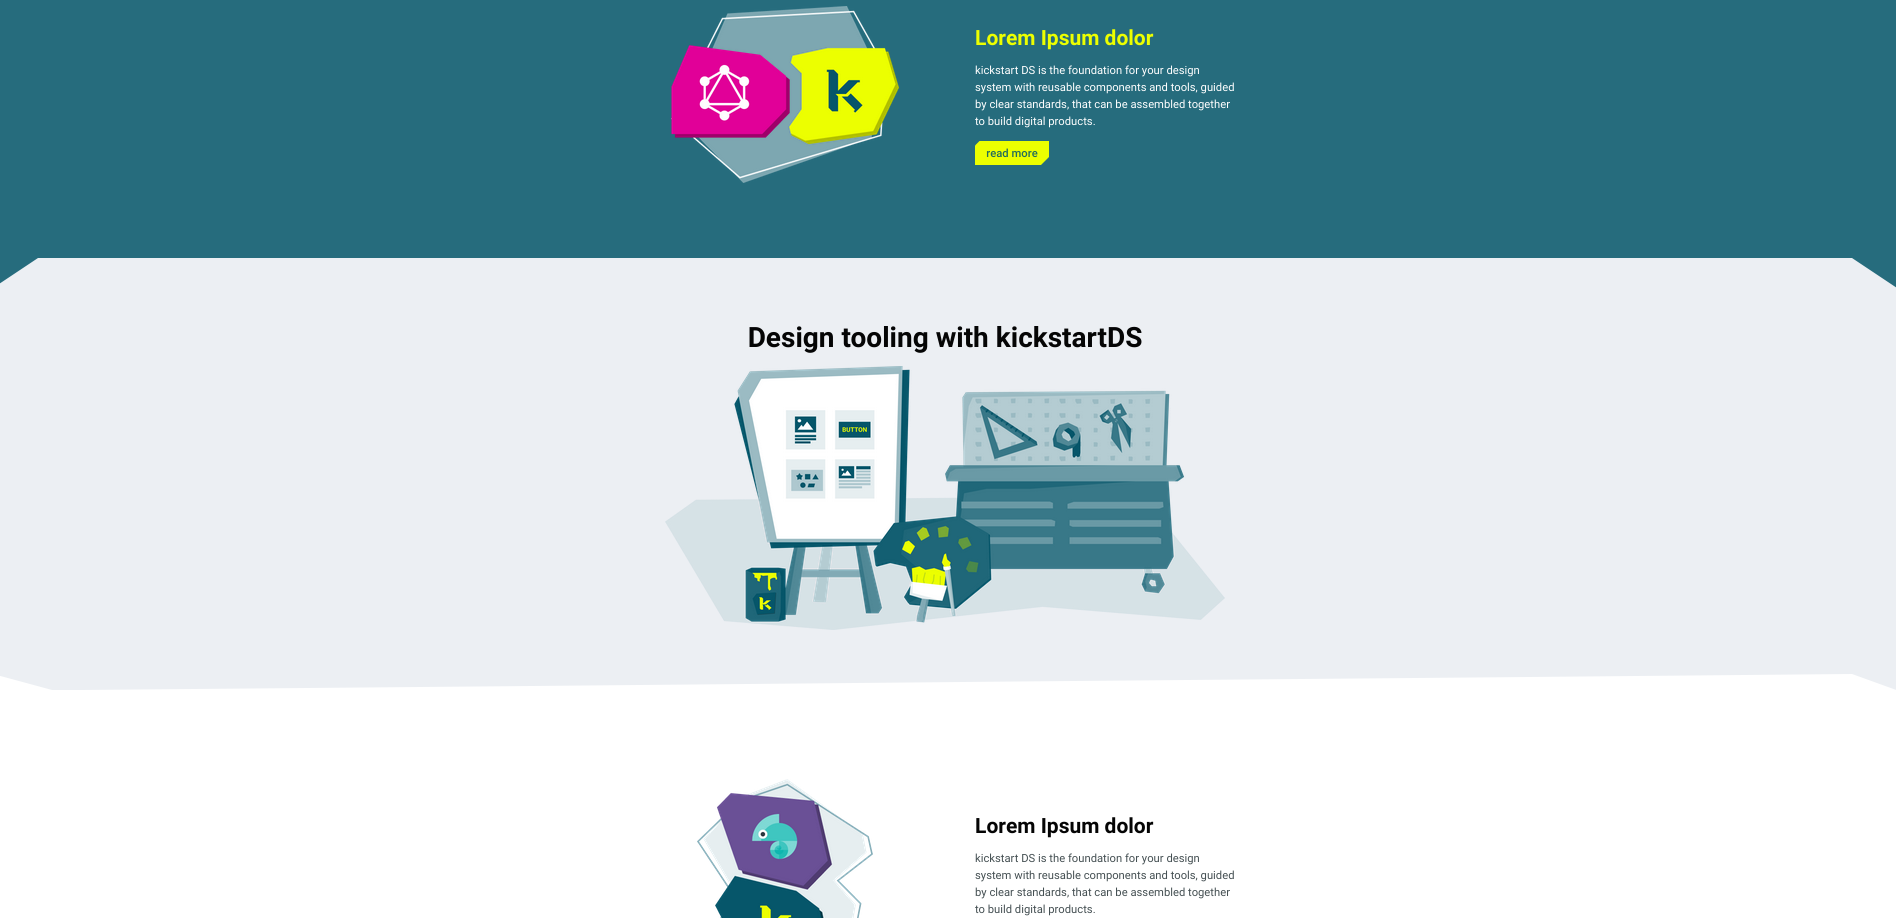 Lorem Ipsum dolor
kickstart DS is the foundation for your design
system with reusable components and tools, guided
by clear standards, that can be assembled together
to build digital products.
read more
Design tooling with kickstartDS
BUTTON
Lorem Ipsum dolor
kickstart DS is the foundation for your design
system with reusable components and tools, guided
by clear standards, that can be assembled together
to build digital products.